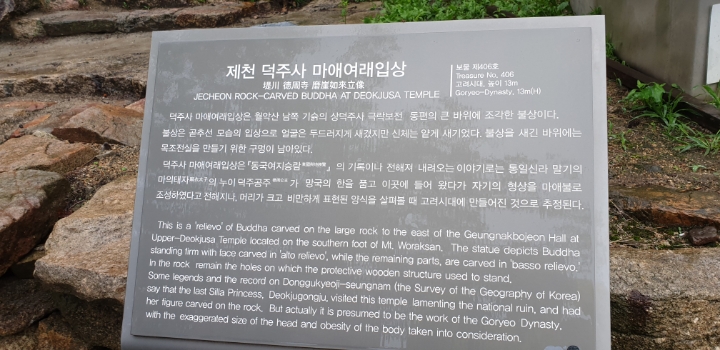 제천 덕주사 마애여래입상
堤川 德周寺 磨崖如來立像
JECHEON ROCK-CARVED BUDDHA AT DEOKJUSA TEMPLE
보물 제406호
Treasure No. 406
고려시대, 높이 13m
Goryeo-Dynasty, 13m(H)
덕주사 마애여래입상은 월악산 남쪽 기슭의 상덕주사 극락보전 동편의 큰 바위에 조각한 불상이다.
불상은 곧추선 모습의 입상으로 얼굴은 두드러지게 새겼지만 신체는 얕게 새기었다. 불상을 새긴 바위에는
목조전실을 만들기 위한 구멍이 남아있다.
덕주사 마애여래입상은 『동국여지승람』의 기록이나 전해져 내려오는 이야기로는 통일신라 말기의
마의태자의 누이 덕주공주가 망국의 한을 품고 이곳에 들어 왔다가 자기의 형상을 마애불로
조성하였다고 전해지나, 머리가 크고 비만하게 표현된 양식을 살펴볼 때 고려시대에 만들어진 것으로 추정된다.
This is a 'relievo' of Buddha carved on the large rock to the east of the Geungnakbojeon Hall at
Upper-Deokjusa Temple located on the southern foot of Mt. Woraksan. The statue depicts Buddha
standing firm with face carved in 'alto relievo', while the remaining parts, are carved in 'basso relievo.'
In the rock remain the holes on which the protective wooden structure used to stand.
Some legends and the record on Donggukyeoji-seungnam (the Survey of the Geography of Korea)
say that the last Silla Princess, Deokjugongju, visited this temple lamenting the national ruin, and had
her figure carved on the rock. But actually it is presumed to be the work of the Goryeo Dynasty,
with the exaggerated size of the head and obesity of the body taken into consideration.